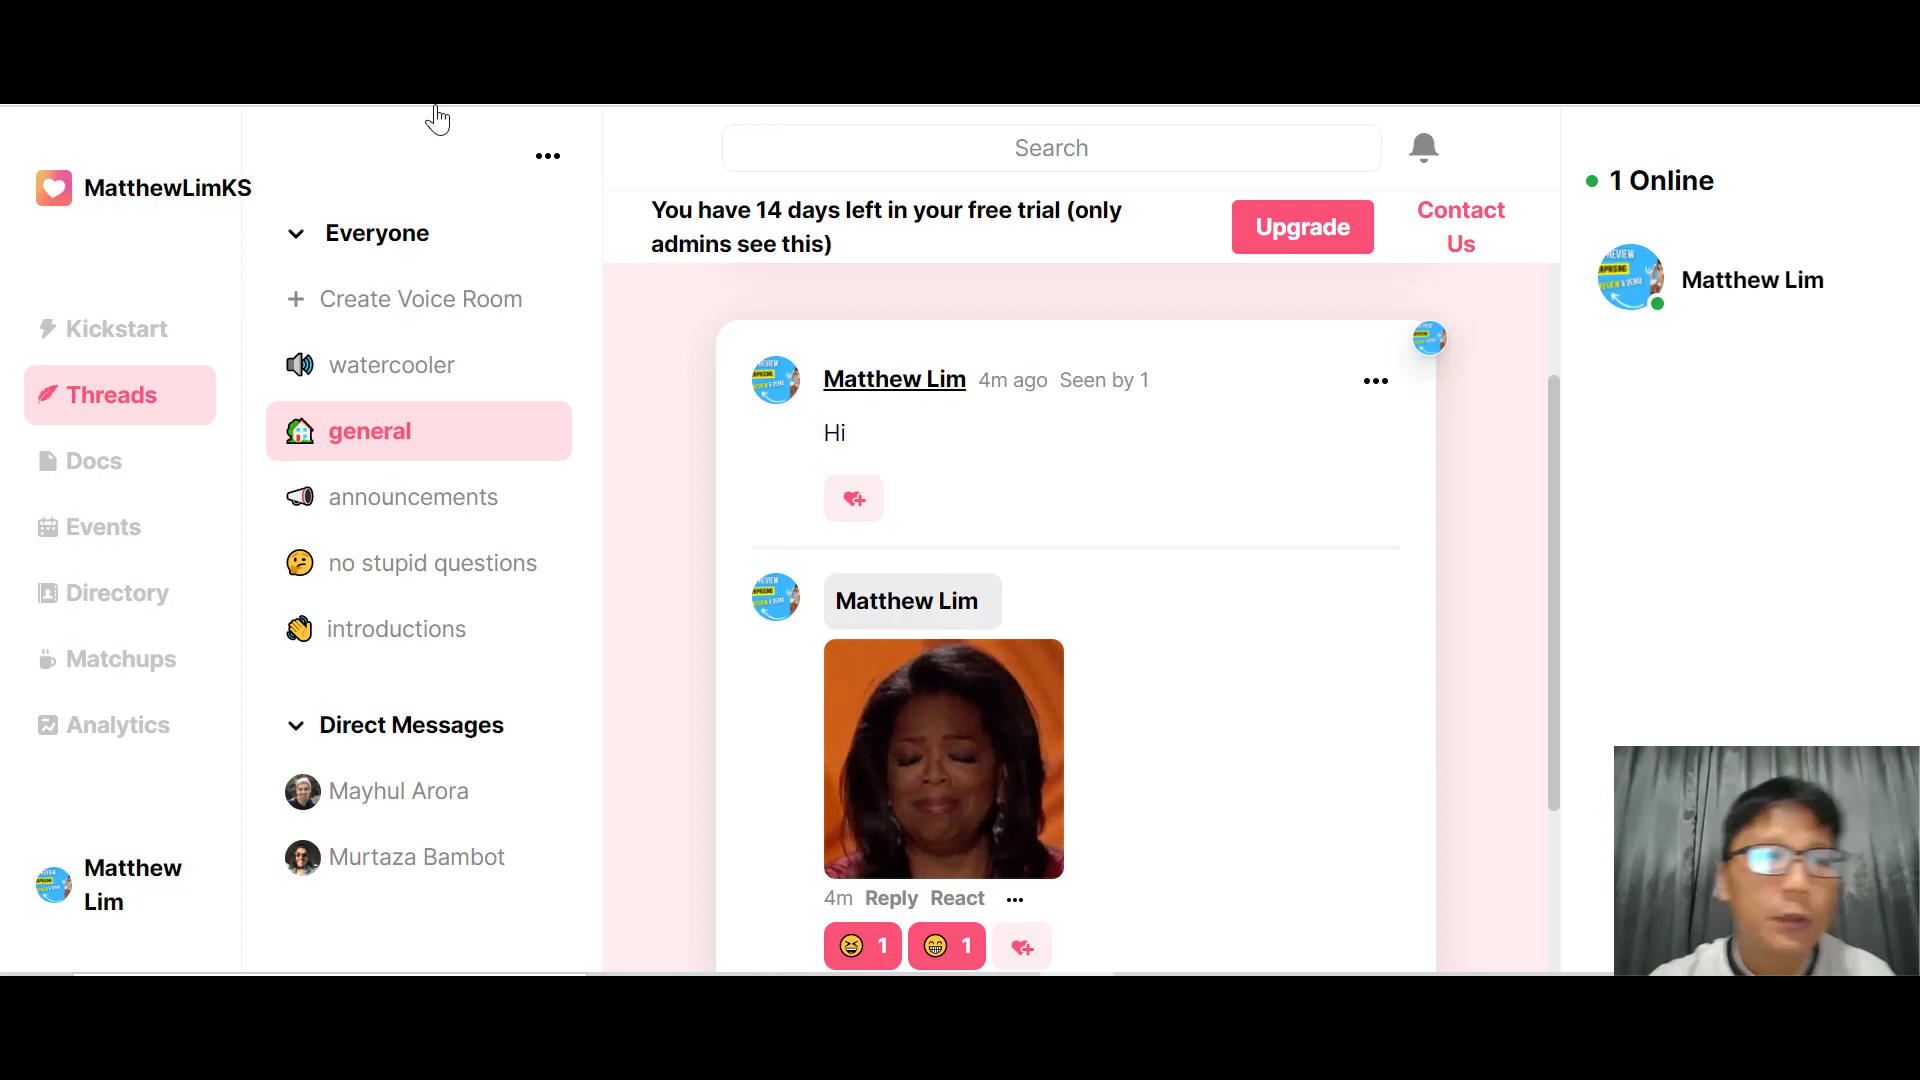 MatthewLimKS
Kickstart
Threads
Docs
Events
Directory
Matchups
Analytics
Matthew
Lim
Everyone
Create Voice Room
watercooler
general
announcements
no stupid questions
introductions
Direct Messages
Mayhul Arora
Murtaza Bambot
Search
You have 14 days left in your free trial (only
admins see this)
Upgrade
Contact
Us
Matthew Lim 4m ago Seen by 1
Hi
Matthew Lim
4m Reply React
1 1
1 Online
Matthew Lim